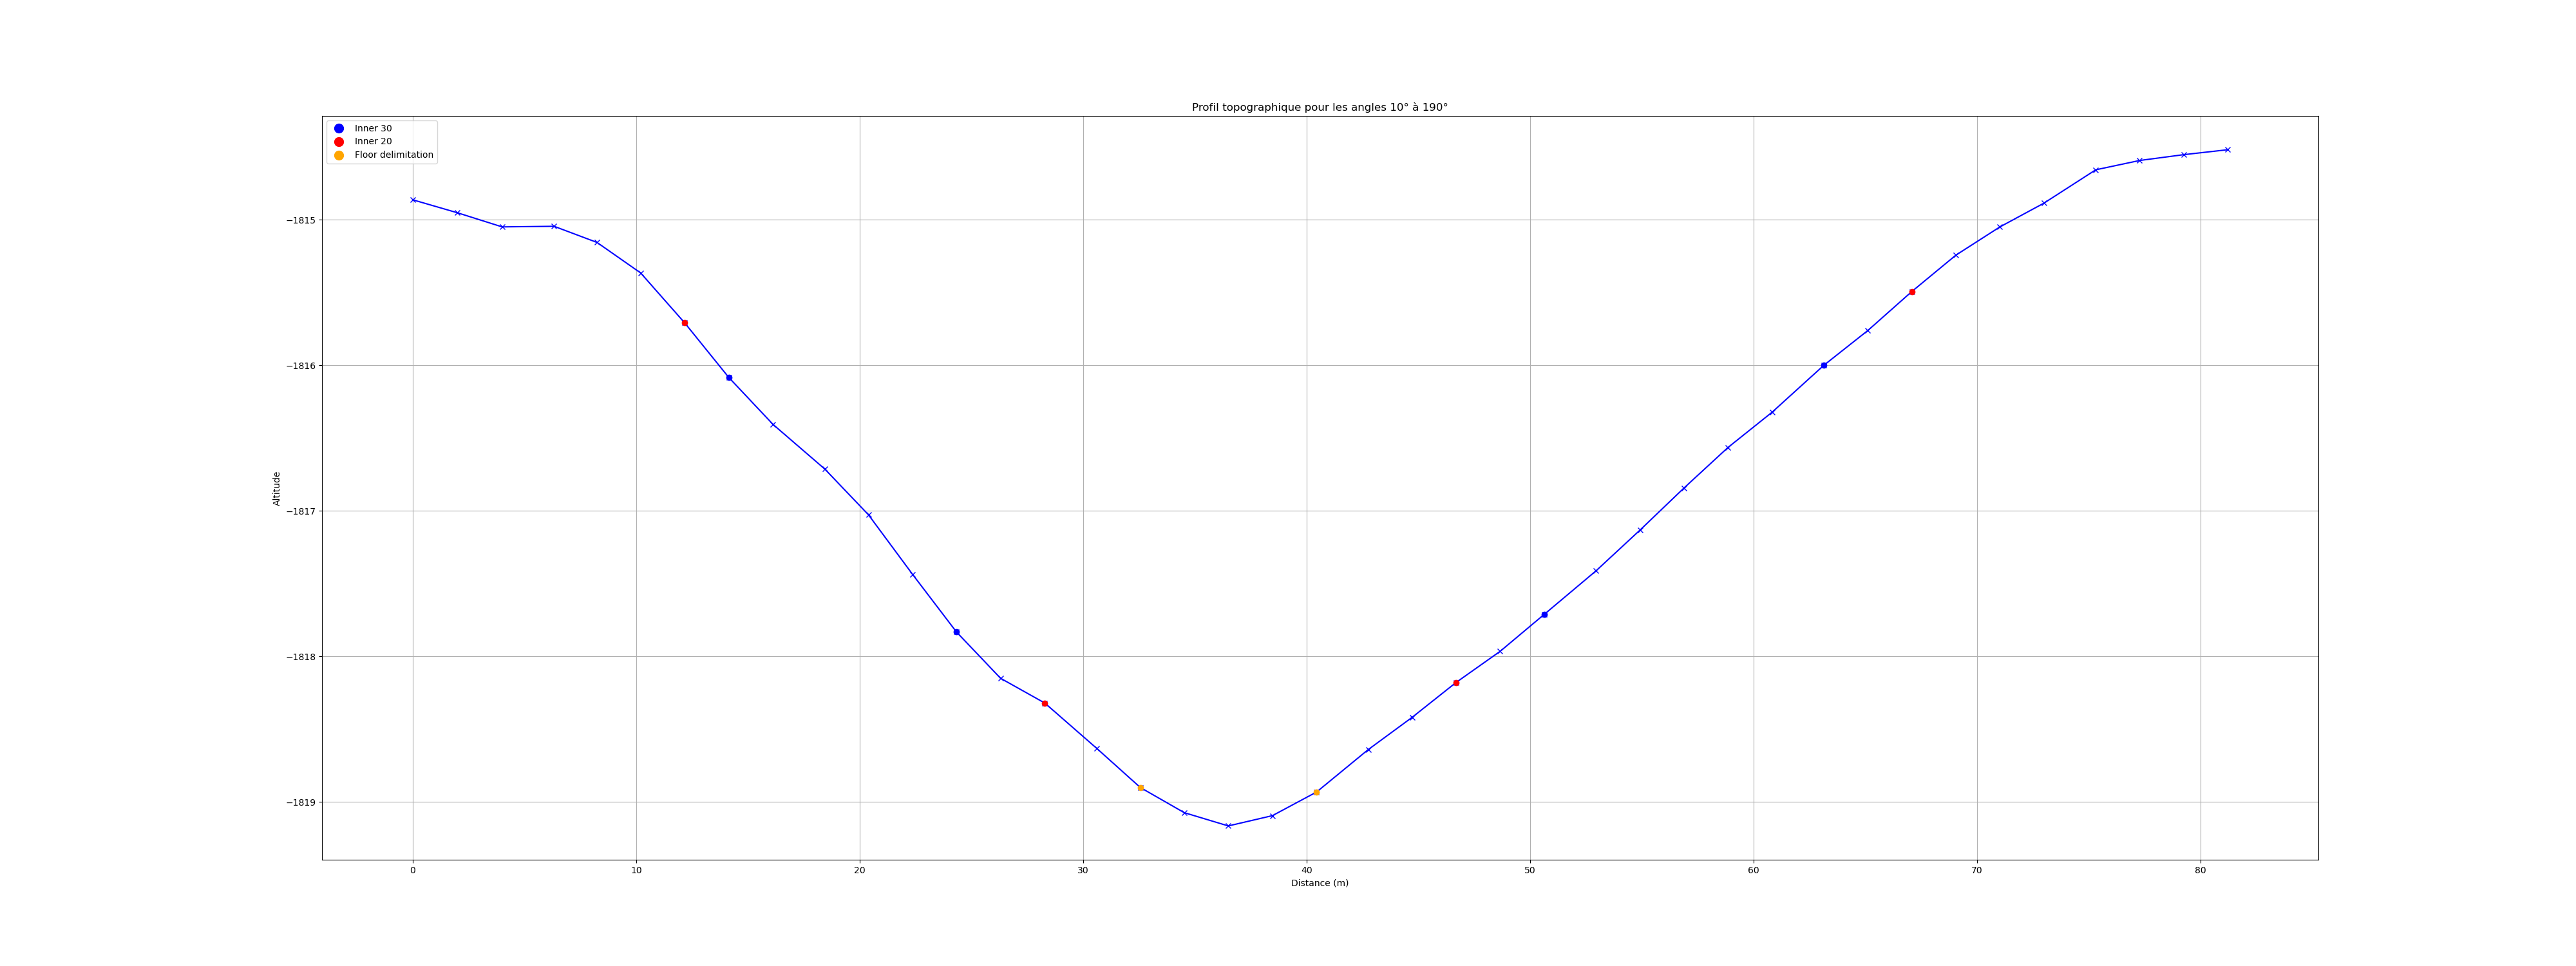 Profil topographique pour les angles 10° à 190°
Inner 30
Inner 20
Floor delimitation
−1815
−1816
−1817
−1818
−1819
Altitude
0 10 20 30 40 50 60 70 80
Distance (m)